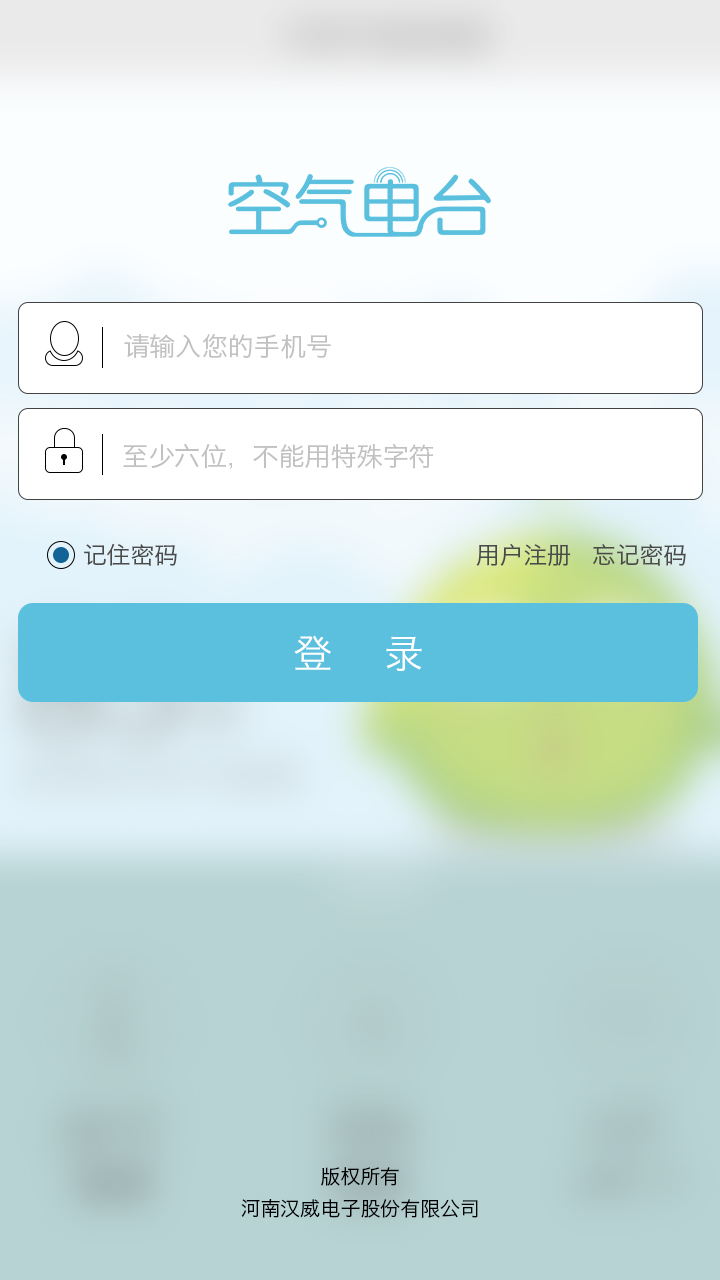 空气电台
请输入您的手机号
至少六位，不能用特殊字符
记住密码 用户注册 忘记密码
登 录
版权所有
河南汉威电子股份有限公司